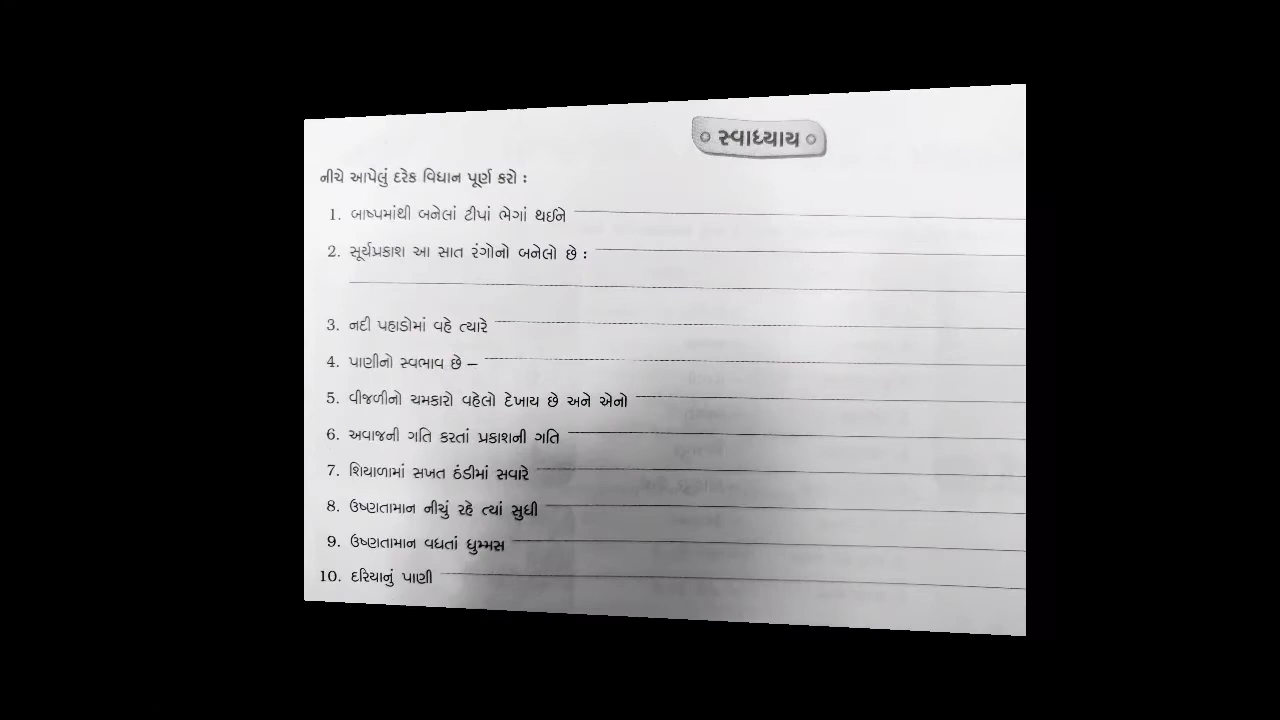 સ્વાધ્યાય
નીચે આપેલું દરેક વિધાન પૂર્ણ કરો :
1. બાષ્પમાંથી બનેલાં ટીપાં ભેગાં થઈને
2. સૂર્યપ્રકાશ આ સાત રંગોનો બનેલો છે :
3. નદી પહાડોમાં વહે ત્યારે
4. પાણીનો સ્વભાવ છે –
5. વીજળીનો ચમકારો વહેલો દેખાય છે અને એનો
6. અવાજની ગતિ કરતાં પ્રકાશની ગતિ
7. શિયાળામાં સખત ઠંડીમાં સવારે
8. ઉષ્ણતામાન નીચું રહે ત્યાં સુધી
9. ઉષ્ણતામાન વધતાં ધુમ્મસ
10. દરિયાનું પાણી